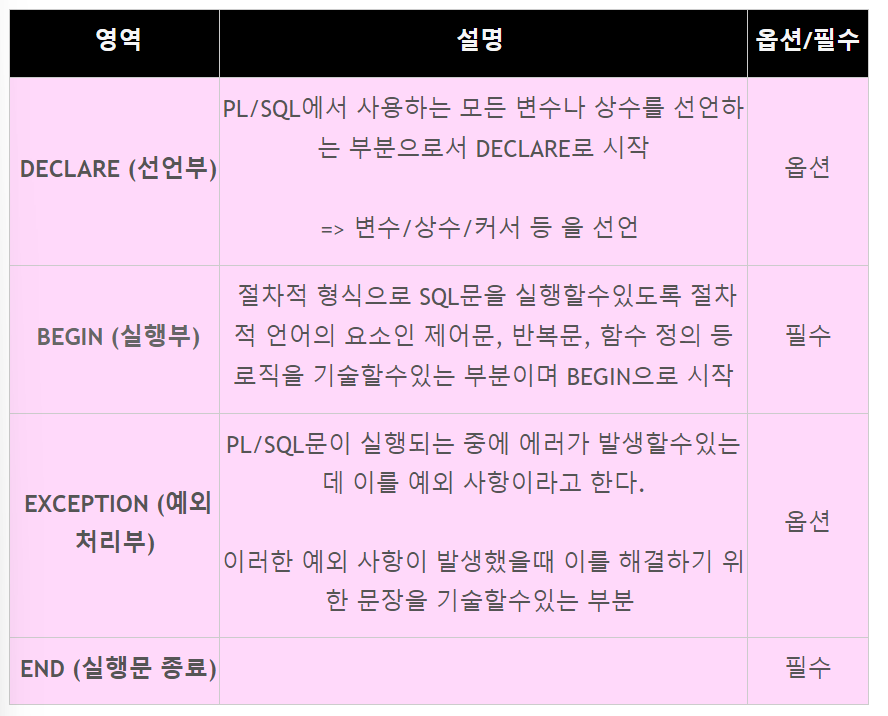 영역 설명 옵션/필수
PL/SQL에서 사용하는 모든 변수나 상수를 선언하
는 부분으로서 DECLARE로 시작
DECLARE (선언부)
옵션
=> 변수/상수/커서 등 을 선언
절차적 형식으로 SQL문을 실행할수있도록 절차
BEGIN (실행부)
적 언어의 요소인 제어문, 반복문, 함수 정의 등
필수
로직을 기술할수있는 부분이며 BEGIN으로 시작
PL/SQL문이 실행되는 중에 에러가 발생할수있는
데 이를 예외 사항이라고 한다.
EXCEPTION (예외
처리부)
옵션
이러한 예외 사항이 발생했을때 이를 해결하기 위
한 문장을 기술할수있는 부분
END (실행문 종료)
필수